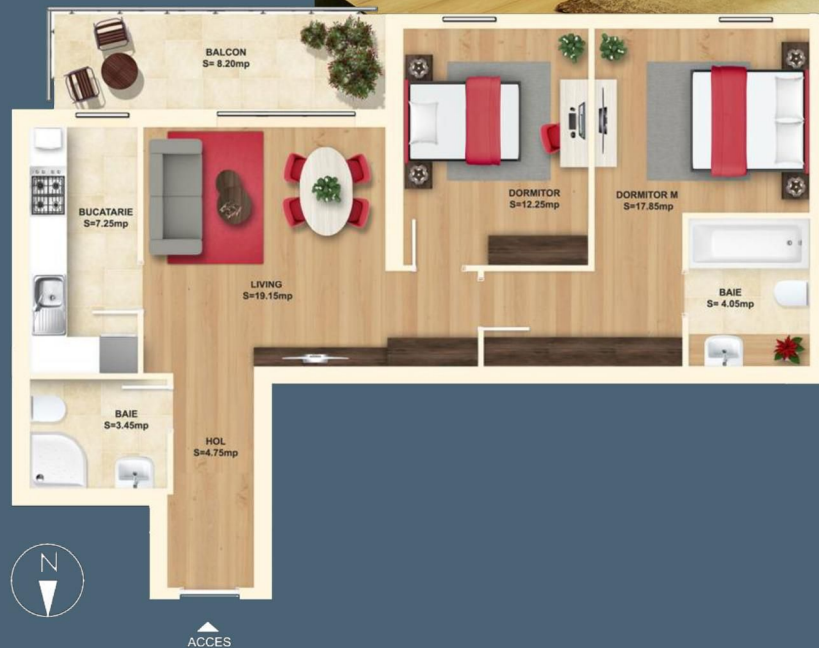 BALCON
S= 8.20mp
BUCATARIE
S=7.25mp
DORMITOR
S=12.25mp
DORMITOR M
S=17.85mp
LIVING
S=19.15mp
BAIE
S= 4.05mp
BAIE
S=3.45mp
HOL
S=4.75mp
N
ACCES